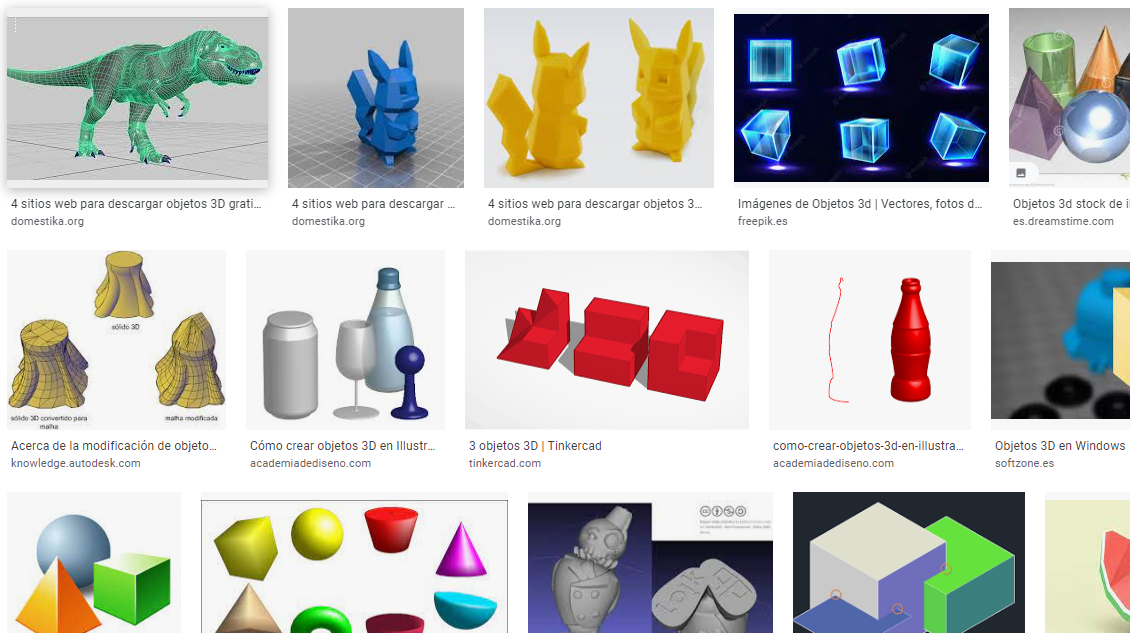 4 sitios web para descargar objetos 3D grati...
domestika.org
4 sitios web para descargar ...
domestika.org
4 sitios web para descargar objetos 3...
domestika.org
Imágenes de Objetos 3d | Vectores, fotos d...
freepik.es
Objetos 3d stock de i
es.dreamstime.com
sólido 3D
sólido 3D convertido para
malha
malha modificada
Acerca de la modificación de objeto...
knowledge.autodesk.com
Cómo crear objetos 3D en Illustr...
academiadediseno.com
3 objetos 3D | Tinkercad
tinkercad.com
como-crear-objetos-3d-en-illustra...
academiadediseno.com
Objetos 3D en Windows
softzone.es